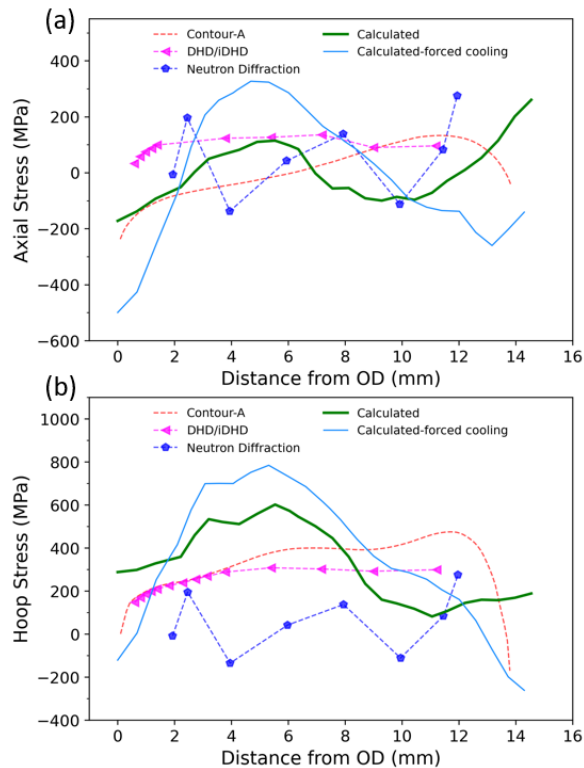 (a)
Contour-A
DHD/iDHD
Neutron Diffraction
Calculated
Calculated-forced cooling
400
200
0
−200
−400
−600
Axial Stress (MPa)
0 2 4 6 8 10 12 14 16
Distance from OD (mm)
(b)
Contour-A
DHD/iDHD
Neutron Diffraction
Calculated
Calculated-forced cooling
1000
800
600
400
200
0
−200
−400
Hoop Stress (MPa)
0 2 4 6 8 10 12 14 16
Distance from OD (mm)